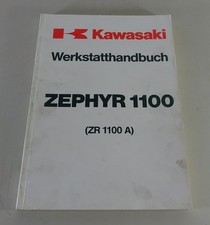 Kawasaki
Werkstatthandbuch
ZEPHYR 1100
(ZR 1100 A)